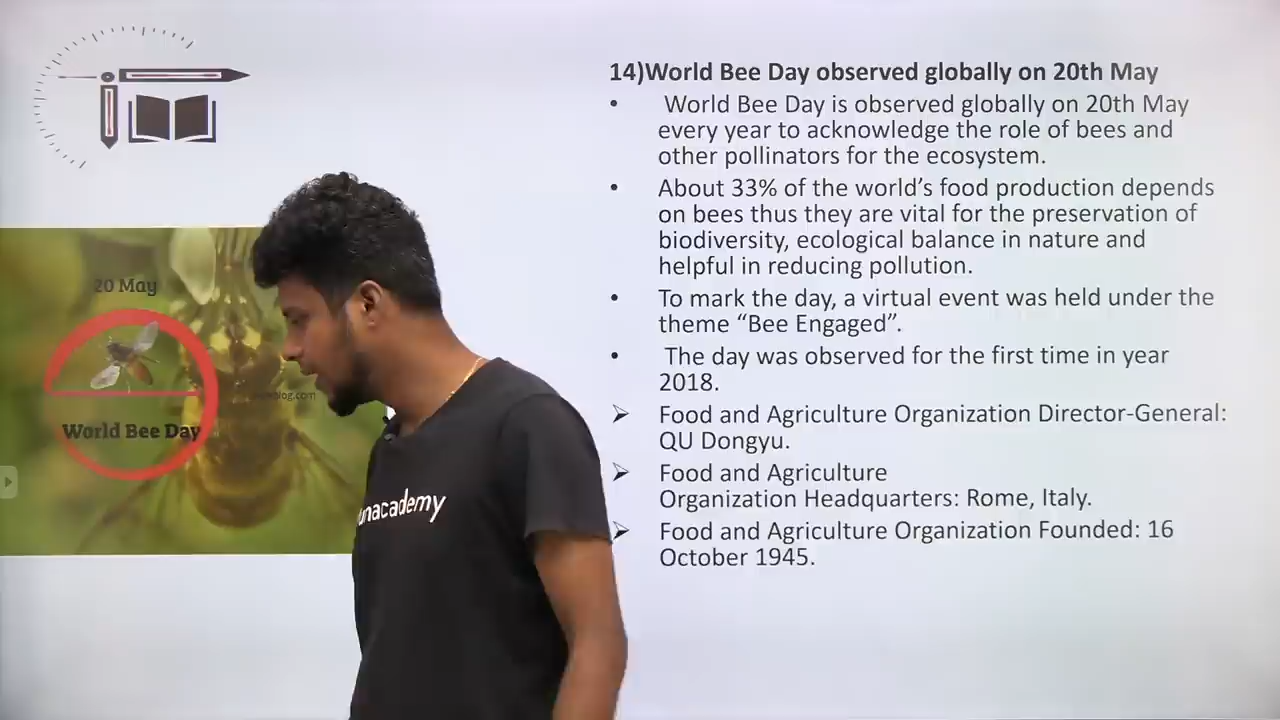 14)World Bee Day observed globally on 20th May
• World Bee Day is observed globally on 20th May
every year to acknowledge the role of bees and
other pollinators for the ecosystem.
• About 33% of the world’s food production depends
on bees thus they are vital for the preservation of
biodiversity, ecological balance in nature and
helpful in reducing pollution.
• To mark the day, a virtual event was held under the
theme “Bee Engaged”.
• The day was observed for the first time in year
2018.
➢ Food and Agriculture Organization Director-General:
QU Dongyu.
➢ Food and Agriculture
Organization Headquarters: Rome, Italy.
➢ Food and Agriculture Organization Founded: 16
October 1945.
20 May
World Bee Day
unacademy